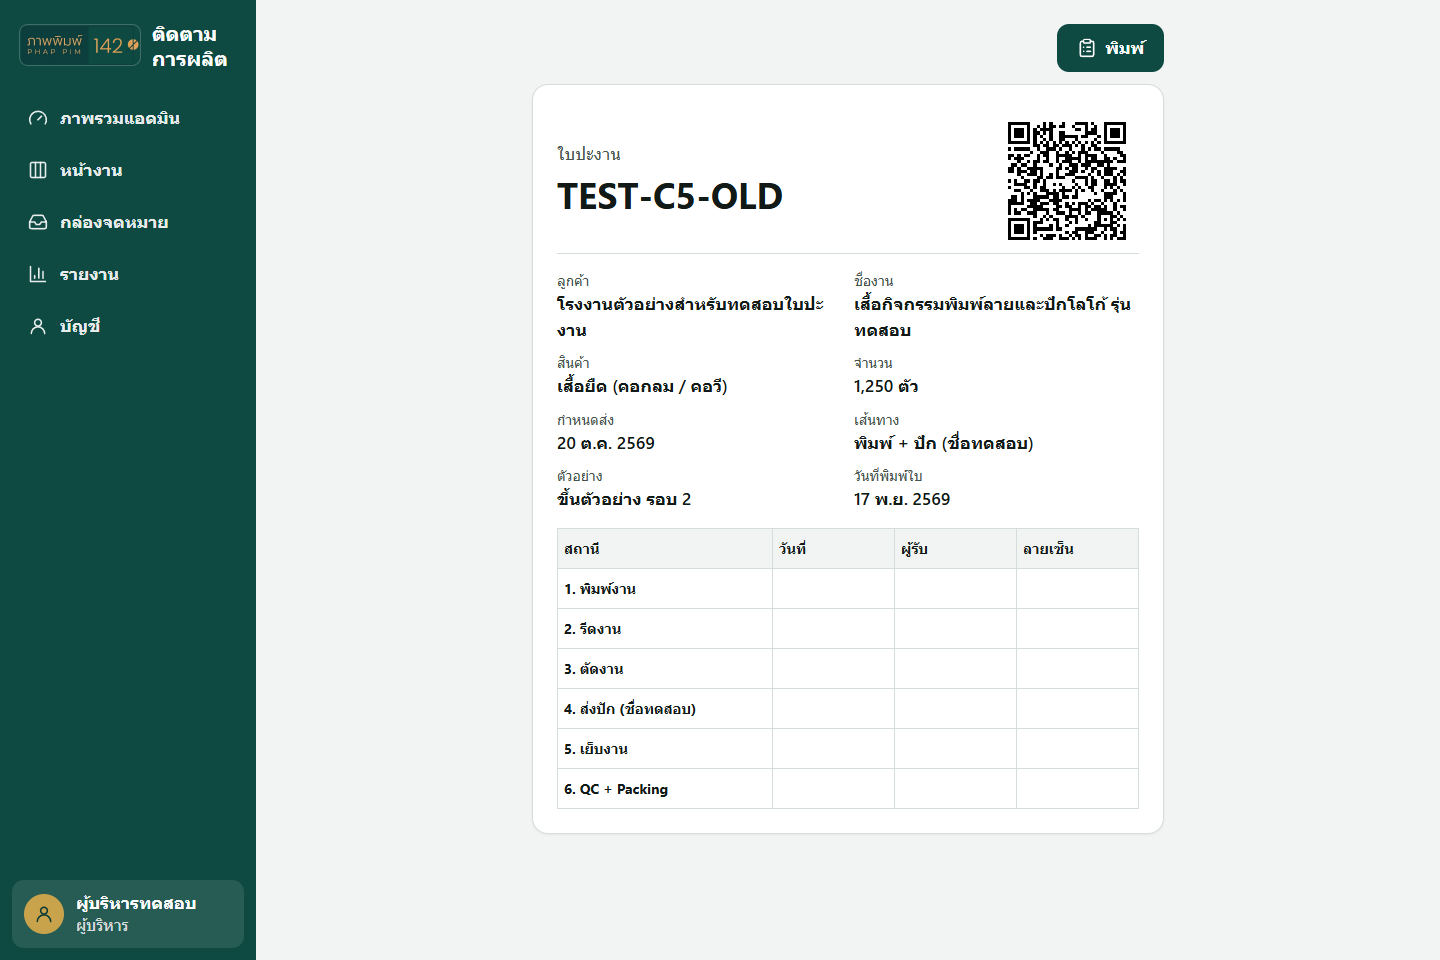 ภาพพิมพ์
PHAP PIM
142
ติดตาม
การผลิต
ภาพรวมแอดมิน
หน้างาน
กล่องจดหมาย
รายงาน
บัญชี
ผู้บริหารทดสอบ
ผู้บริหาร
พิมพ์
ใบปะงาน
TEST-C5-OLD
ลูกค้า
โรงงานตัวอย่างสำหรับทดสอบใบปะ
งาน
ชื่องาน
เสื้อกิจกรรมพิมพ์ลายและปักโลโก้ รุ่น
ทดสอบ
สินค้า
เสื้อยืด (คอกลม / คอวี)
จำนวน
1,250 ตัว
กำหนดส่ง
20 ต.ค. 2569
เส้นทาง
พิมพ์ + ปัก (ชื่อทดสอบ)
ตัวอย่าง
ขึ้นตัวอย่าง รอบ 2
วันที่พิมพ์ใบ
17 พ.ย. 2569
สถานี วันที่ ผู้รับ ลายเซ็น
1. พิมพ์งาน
2. รีดงาน
3. ตัดงาน
4. ส่งปัก (ชื่อทดสอบ)
5. เย็บงาน
6. QC + Packing